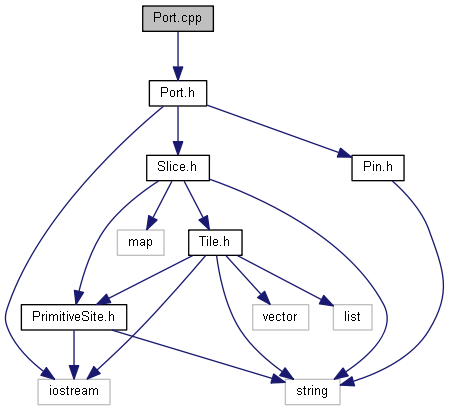 Port.cpp
Port.h
Slice.h
Pin.h
map
Tile.h
PrimitiveSite.h
vector
list
iostream
string